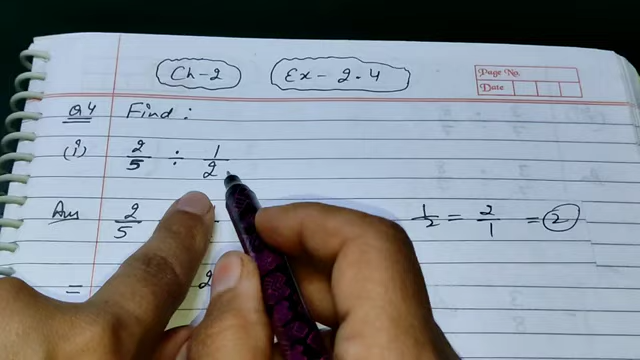 Ch-2 Ex-2.4
Page No.
Date
Q4 Find:
(i) 2/5 ÷ 1/2
Ans 2/5
1/2 = 2/1 = 2
= 2